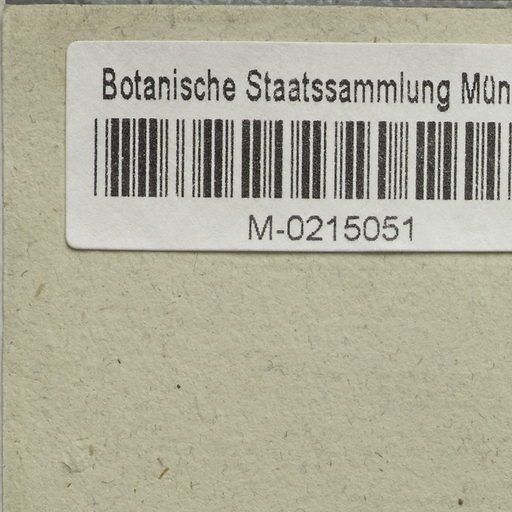 Botanische Staatssammlung Mün
M-0215051